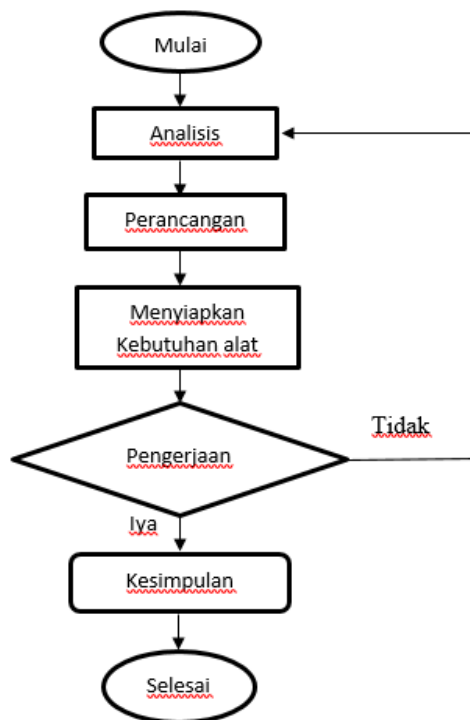 Mulai
Analisis
Perancangan
Menyiapkan
Kebutuhan alat
Tidak
Pengerjaan
Iya
Kesimpulan
Selesai